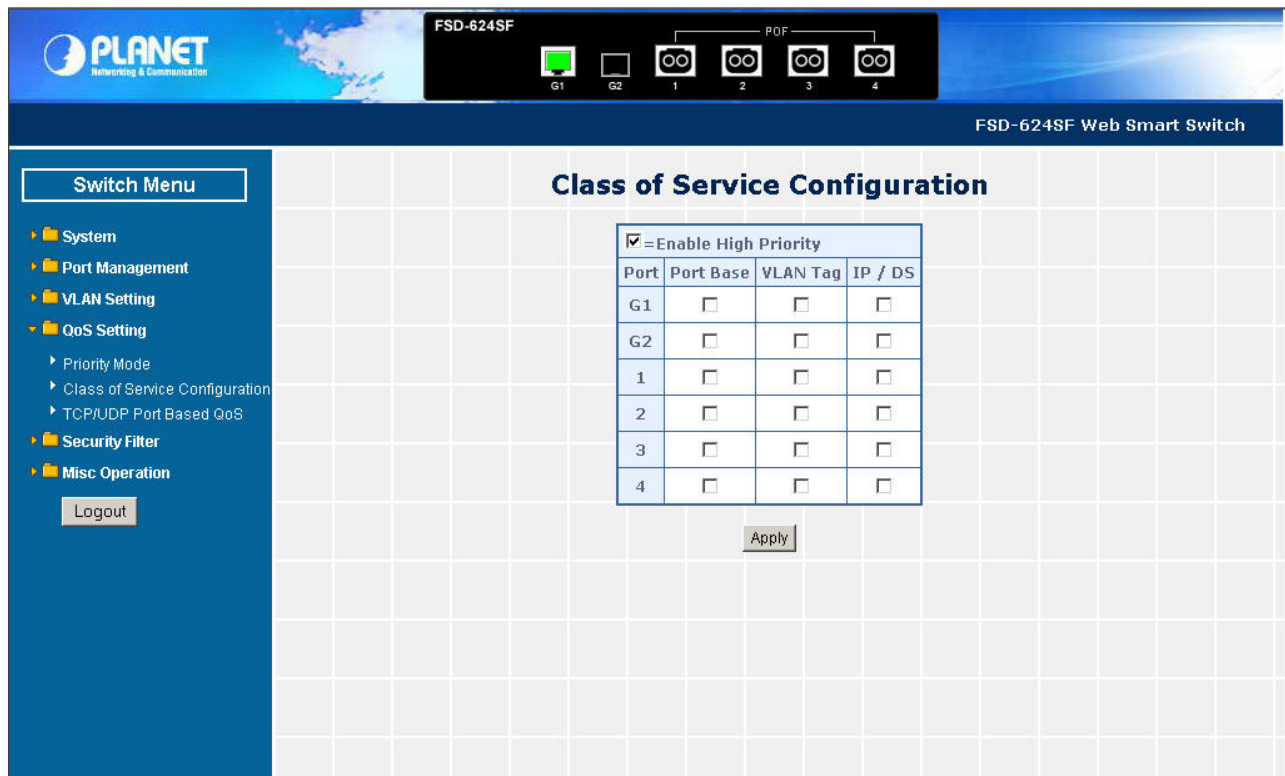 PLANET
Networking & Communication
FSD-624SF
POF
G1 G2 1 2 3 4
FSD-624SF Web Smart Switch
Switch Menu
System
Port Management
VLAN Setting
QoS Setting
Priority Mode
Class of Service Configuration
TCP/UDP Port Based QoS
Security Filter
Misc Operation
Logout
Class of Service Configuration
=Enable High Priority
Port Port Base VLAN Tag IP / DS
G1
G2
1
2
3
4
Apply